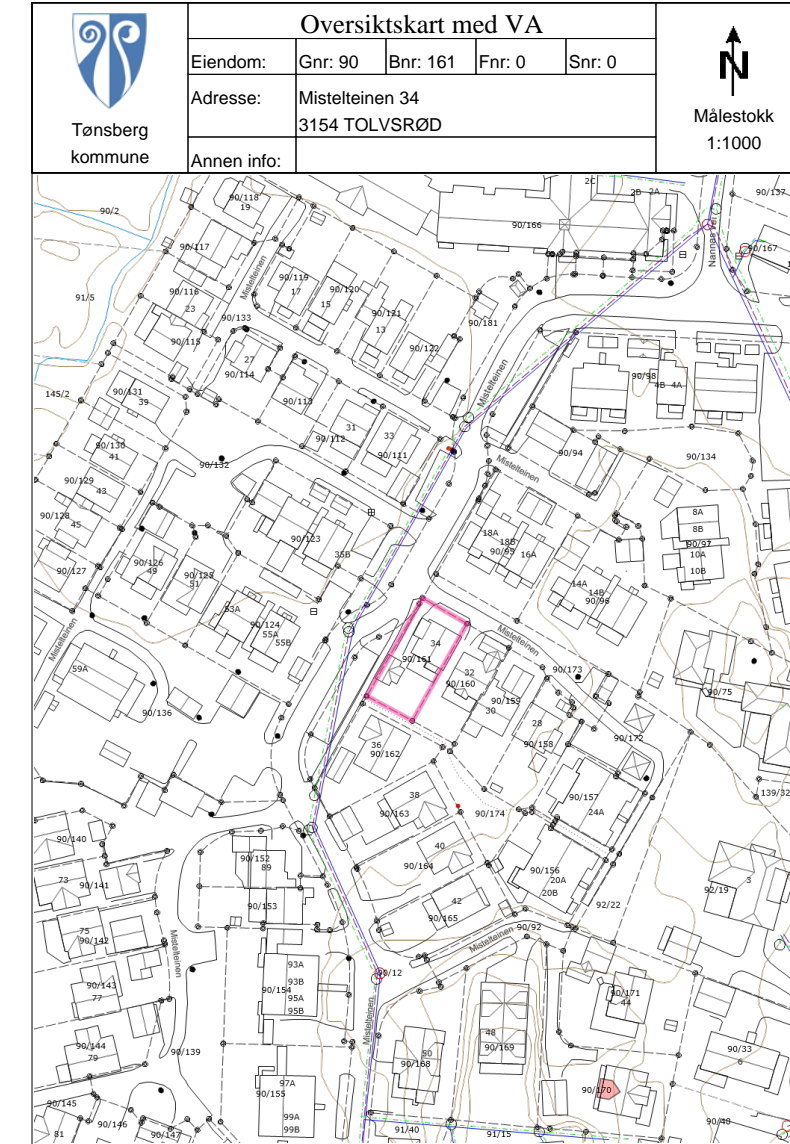 Oversiktskart med VA
Eiendom: Gnr: 90 Bnr: 161 Fnr: 0 Snr: 0
Adresse: Mistelteinen 34
3154 TOLVSRØD
Annen info:
Tønsberg
kommune
N
Målestokk
1:1000
2C
2B 2A
90/137
90/118
19
90/2
90/166
Nannas vei
90/117
90/167
Mistelteinen
90/119
17
90/120
15
90/116
23
91/5
90/133
90/121
13
90/181
90/115
90/122
27
90/114
Mistelteinen
90/98
4B 4A
145/2
90/131
39
90/113
31
33
90/112
90/111
90/130
41
90/132
90/94
90/134
Mistelteinen
90/129
43
90/128
45
8A
8B
90/97
10A
10B
18A
18B
90/95
16A
90/123
35B
90/127
90/126
49
90/125
51
14A
14B
90/96
53A
90/124
55A
55B
Mistelteinen
34
90/161
Mistelteinen
59A
32
90/160
90/173
90/75
90/159
30
90/136
28
90/158
90/172
36
90/162
38
90/163
90/174
90/157
24A
139/32
90/140
40
90/164
90/152
89
73
90/141
90/156
20A
20B
92/19
3
42
90/165
90/153
92/22
75
90/142
90/92
Mistelteinen
Mistelteinen
93A
93B
90/154
95A
95B
90/12
90/143
77
90/171
44
Mistelteinen
48
90/169
90/144
79
90/139
50
90/168
90/33
6
97A
90/155
99A
99B
90/170
90/145
81
90/146
90/147
91/40
91/15
90/48